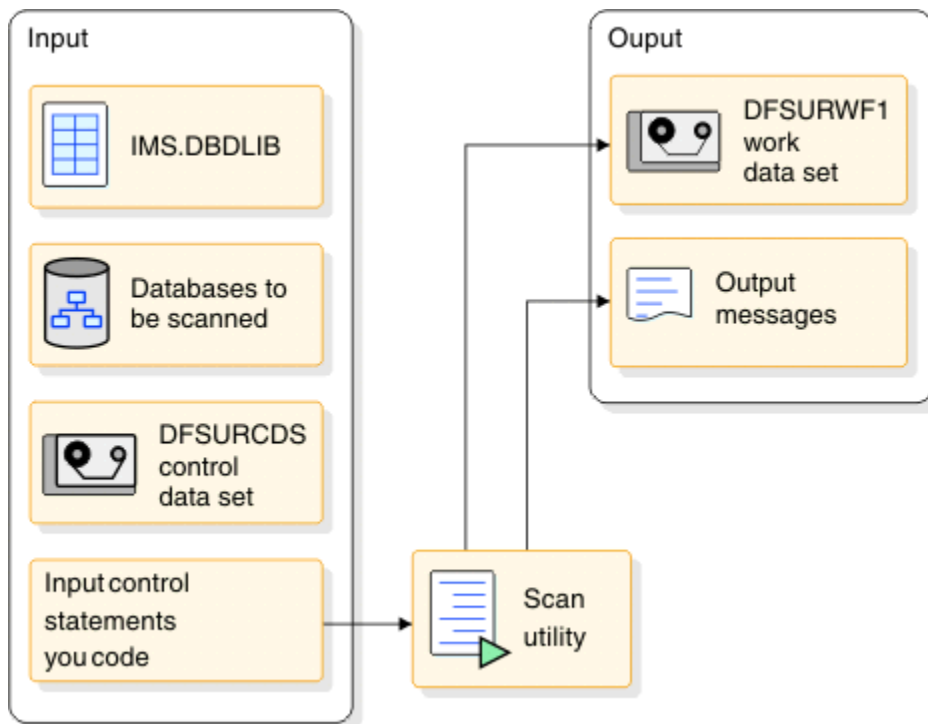 Input
IMS.DBDLIB
Databases to
be scanned
DFSURCDS
control
data set
Input control
statements
you code
Scan
utility
Ouput
DFSURWF1
work
data set
Output
messages